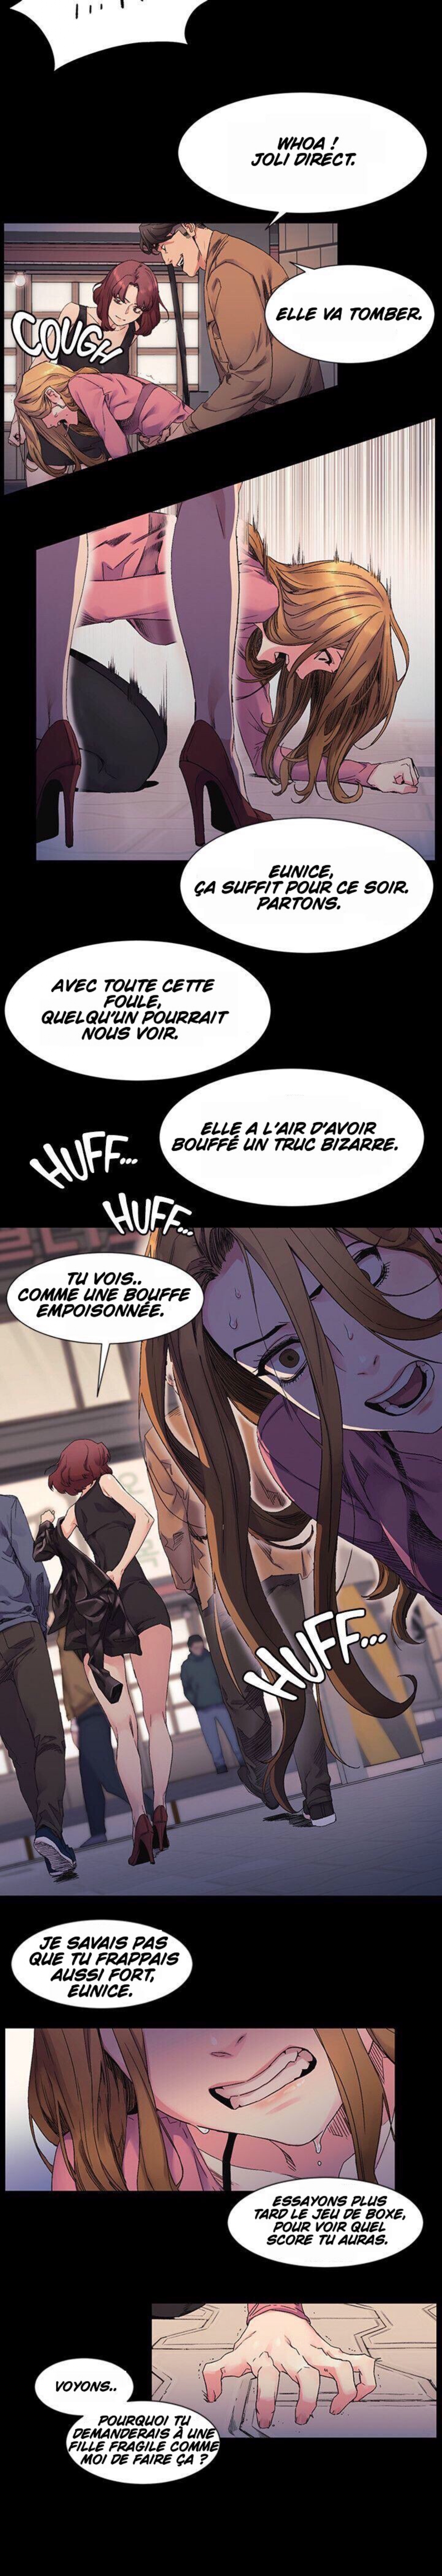 WHOA !
JOLI DIRECT.
ELLE VA TOMBER.
COUGH
EUNICE,
ÇA SUFFIT POUR CE SOIR.
PARTONS.
AVEC TOUTE CETTE
FOULE,
QUELQU'UN POURRAIT
NOUS VOIR.
ELLE A L'AIR D'AVOIR
BOUFFÉ UN TRUC BIZARRE.
HUFF...
HUFF...
TU VOIS..
COMME UNE BOUFFE
EMPOISONNÉE.
HUFF...
JE SAVAIS PAS
QUE TU FRAPPAIS
AUSSI FORT,
EUNICE.
ESSAYONS PLUS
TARD LE JEU DE BOXE,
POUR VOIR QUEL
SCORE TU AURAS.
VOYONS..
POURQUOI TU
DEMANDERAIS À UNE
FILLE FRAGILE COMME
MOI DE FAIRE ÇA ?